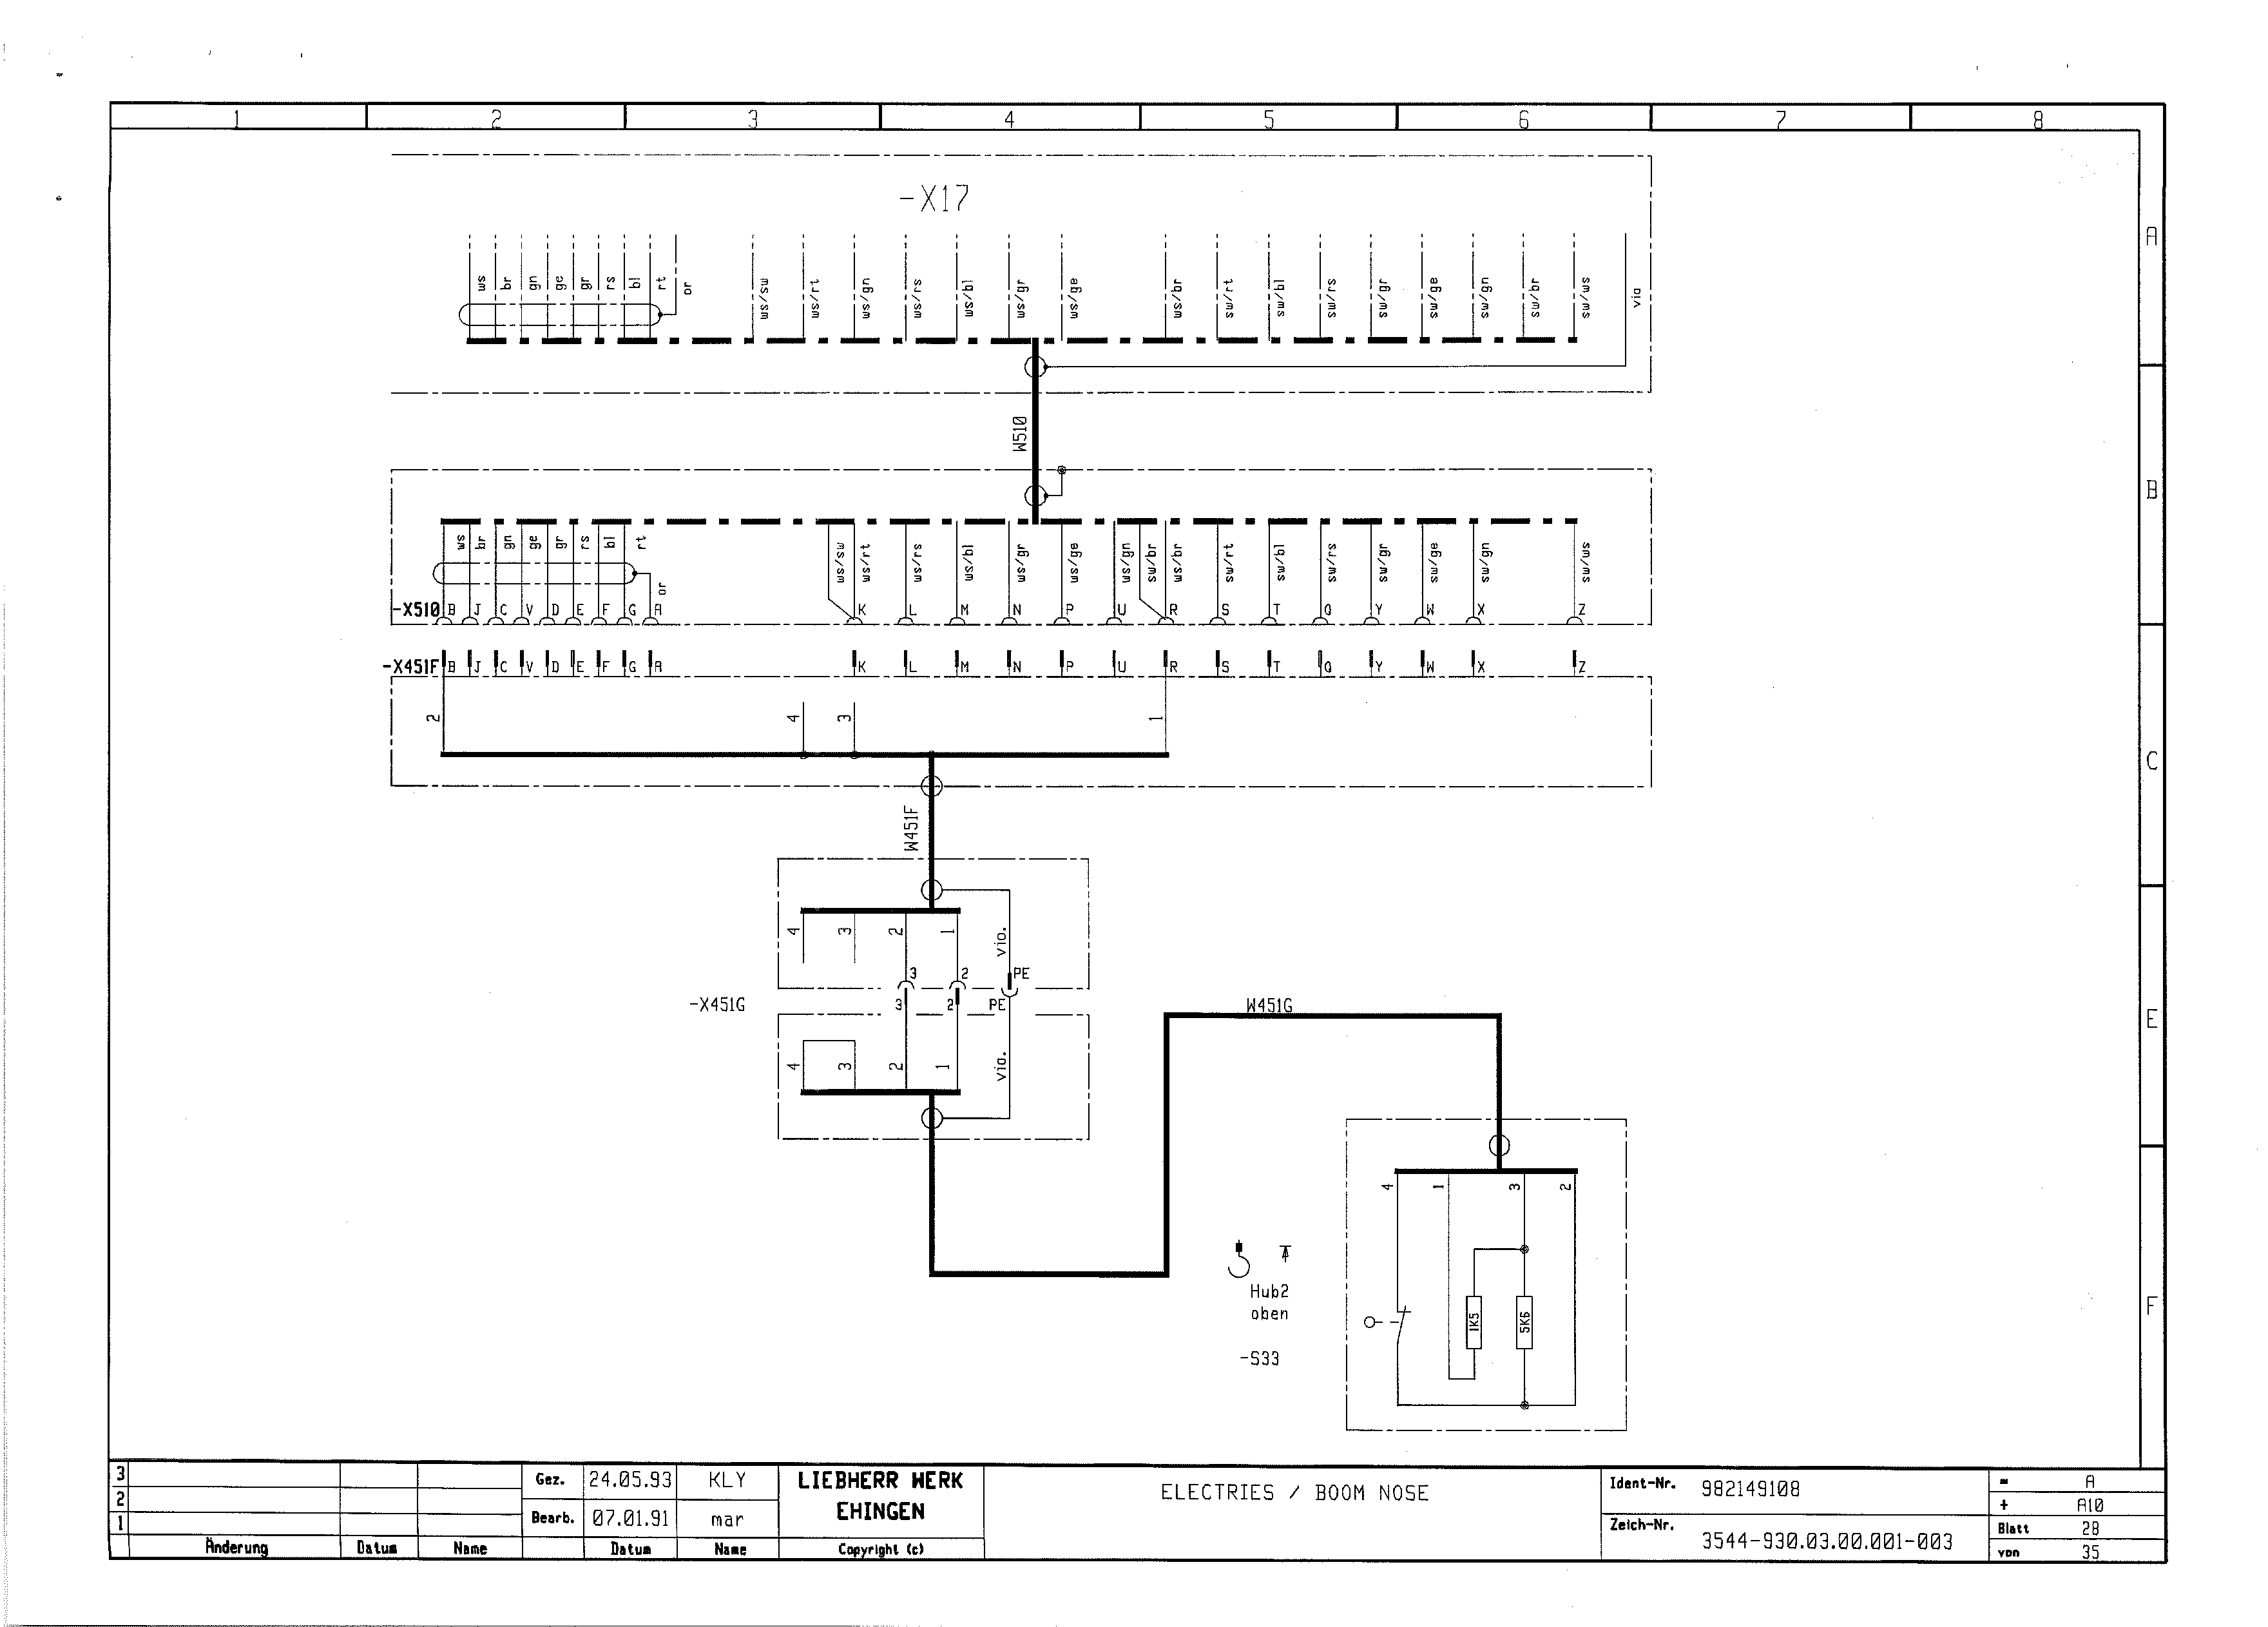 1 2 3 4 5 6 7 8
-X17
A
ws br gn ge gr rs bl rt or ws/sw ws/rt ws/gn ws/rs ws/bl ws/gr ws/ge ws/br sw/rt sw/bl sw/rs sw/gr sw/ge sw/gn sw/br sw/ws vio
W510
B
ws br gn ge gr rs bl rt or ws/sw ws/rt ws/rs ws/bl ws/gr ws/ge ws/gn sw/br ws/br sw/rt sw/bl sw/rs sw/gr sw/ge sw/gn sw/ws
-X510 B J C V D E F G A K L M N P U R S T Q Y W X Z
-X451F B J C V D E F G A K L M N P U R S T Q Y W X Z
2 4 3 1
C
W451F
4 3 2 1 vio.
3 2 PE
-X451G 3 2 PE
W451G
E
4 3 2 1 vio.
4 1 3 2
Hub2
oben
1K5 5K6
F
-S33
3
2
1
Änderung Datum Name
Gez. 24.05.93 KLY
Bearb. 07.01.91 mar
Datum Name
LIEBHERR WERK
EHINGEN
Copyright (c)
ELECTRIES / BOOM NOSE
Ident-Nr. 982149108
Zeich-Nr. 3544-930.03.00.001-003
= A
+ A10
Blatt 28
von 35